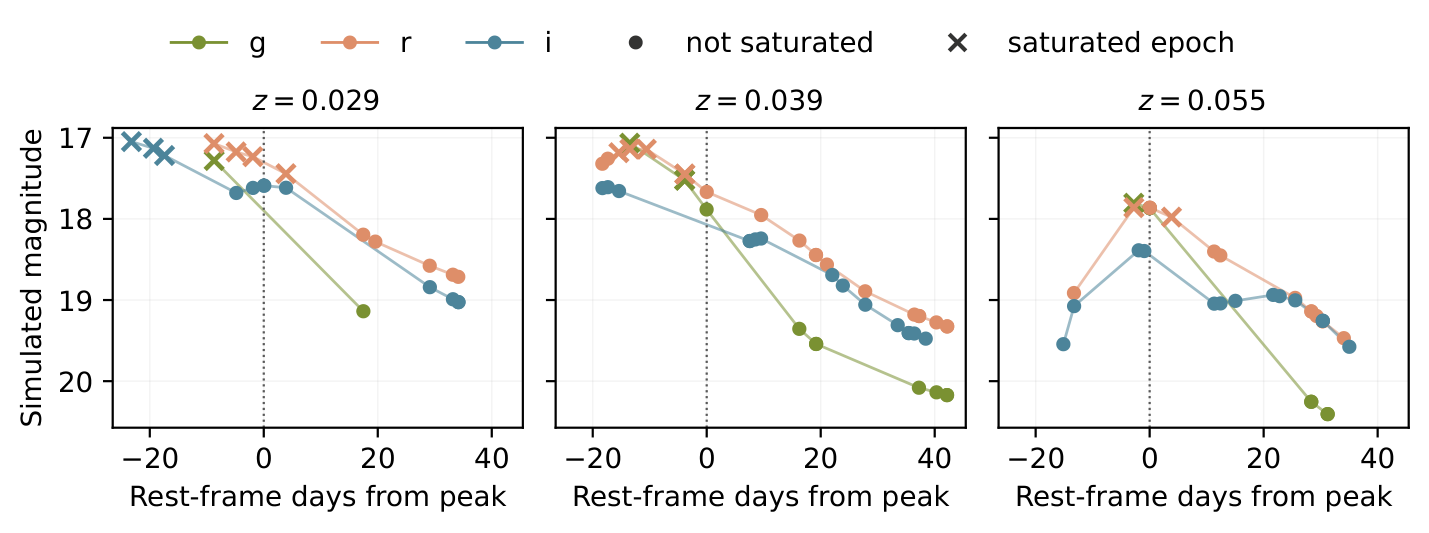 g r i not saturated saturated epoch
z = 0.029 z = 0.039 z = 0.055
Simulated magnitude
17
18
19
20
−20 0 20 40 −20 0 20 40 −20 0 20 40
Rest-frame days from peak Rest-frame days from peak Rest-frame days from peak